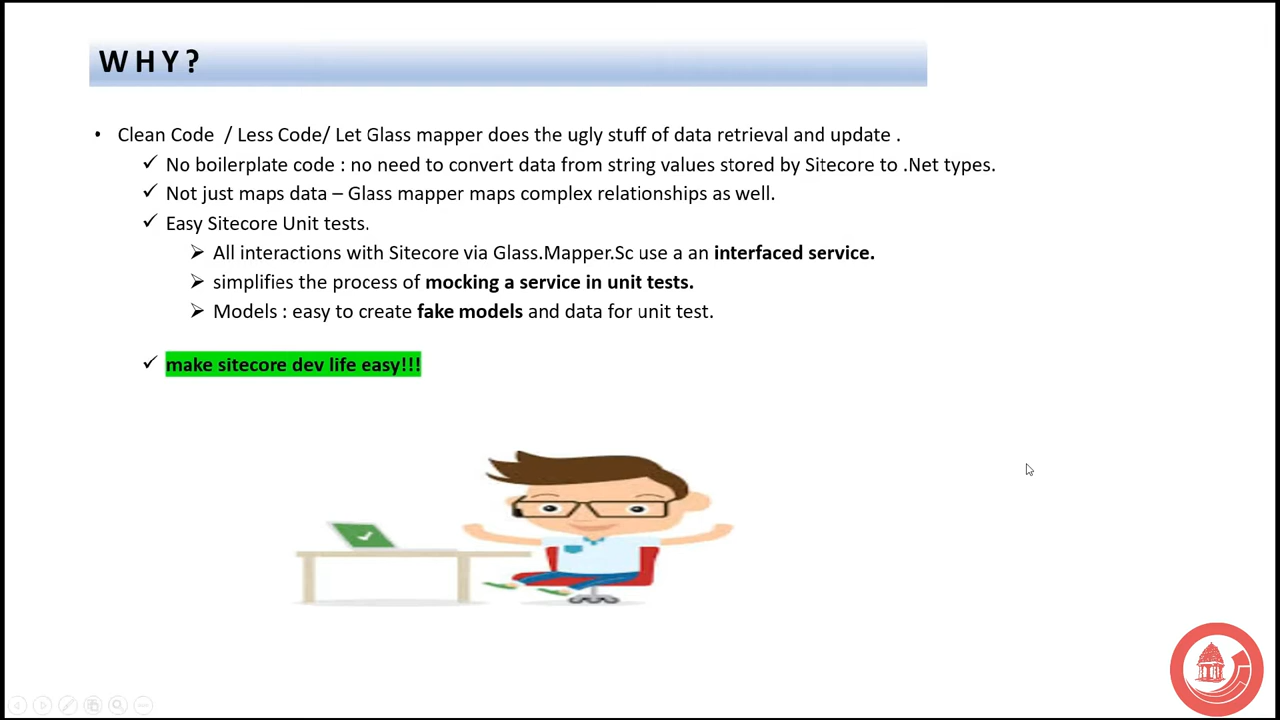 WHY?
• Clean Code / Less Code/ Let Glass mapper does the ugly stuff of data retrieval and update .
✓ No boilerplate code : no need to convert data from string values stored by Sitecore to .Net types.
✓ Not just maps data – Glass mapper maps complex relationships as well.
✓ Easy Sitecore Unit tests.
➢ All interactions with Sitecore via Glass.Mapper.Sc use a an interfaced service.
➢ simplifies the process of mocking a service in unit tests.
➢ Models : easy to create fake models and data for unit test.
✓ make sitecore dev life easy!!!